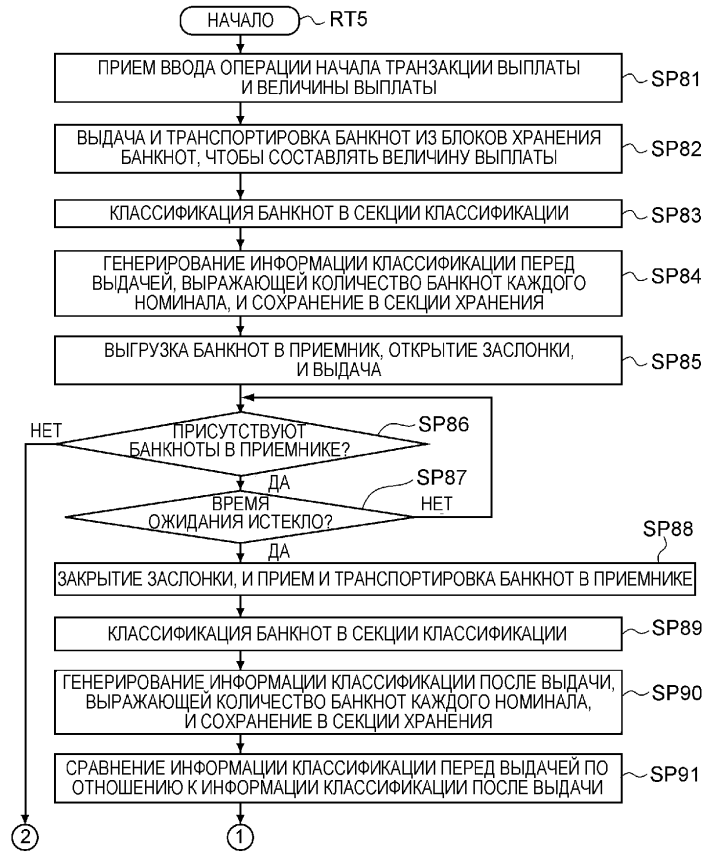 НАЧАЛО
RT5
ПРИЕМ ВВОДА ОПЕРАЦИИ НАЧАЛА ТРАНЗАКЦИИ ВЫПЛАТЫ
И ВЕЛИЧИНЫ ВЫПЛАТЫ
SP81
ВЫДАЧА И ТРАНСПОРТИРОВКА БАНКНОТ ИЗ БЛОКОВ ХРАНЕНИЯ
БАНКНОТ, ЧТОБЫ СОСТАВЛЯТЬ ВЕЛИЧИНУ ВЫПЛАТЫ
SP82
КЛАССИФИКАЦИЯ БАНКНОТ В СЕКЦИИ КЛАССИФИКАЦИИ
SP83
ГЕНЕРИРОВАНИЕ ИНФОРМАЦИИ КЛАССИФИКАЦИИ ПЕРЕД
ВЫДАЧЕЙ, ВЫРАЖАЮЩЕЙ КОЛИЧЕСТВО БАНКНОТ КАЖДОГО
НОМИНАЛА, И СОХРАНЕНИЕ В СЕКЦИИ ХРАНЕНИЯ
SP84
ВЫГРУЗКА БАНКНОТ В ПРИЕМНИК, ОТКРЫТИЕ ЗАСЛОНКИ,
И ВЫДАЧА
SP85
НЕТ
ПРИСУТСТВУЮТ
БАНКНОТЫ В ПРИЕМНИКЕ?
SP86
ДА
ВРЕМЯ
ОЖИДАНИЯ ИСТЕКЛО?
SP87
НЕТ
ДА
SP88
ЗАКРЫТИЕ ЗАСЛОНКИ, И ПРИЕМ И ТРАНСПОРТИРОВКА БАНКНОТ В ПРИЕМНИКЕ
КЛАССИФИКАЦИЯ БАНКНОТ В СЕКЦИИ КЛАССИФИКАЦИИ
SP89
ГЕНЕРИРОВАНИЕ ИНФОРМАЦИИ КЛАССИФИКАЦИИ ПОСЛЕ ВЫДАЧИ,
ВЫРАЖАЮЩЕЙ КОЛИЧЕСТВО БАНКНОТ КАЖДОГО НОМИНАЛА,
И СОХРАНЕНИЕ В СЕКЦИИ ХРАНЕНИЯ
SP90
СРАВНЕНИЕ ИНФОРМАЦИИ КЛАССИФИКАЦИИ ПЕРЕД ВЫДАЧЕЙ ПО
ОТНОШЕНИЮ К ИНФОРМАЦИИ КЛАССИФИКАЦИИ ПОСЛЕ ВЫДАЧИ
SP91
2
1